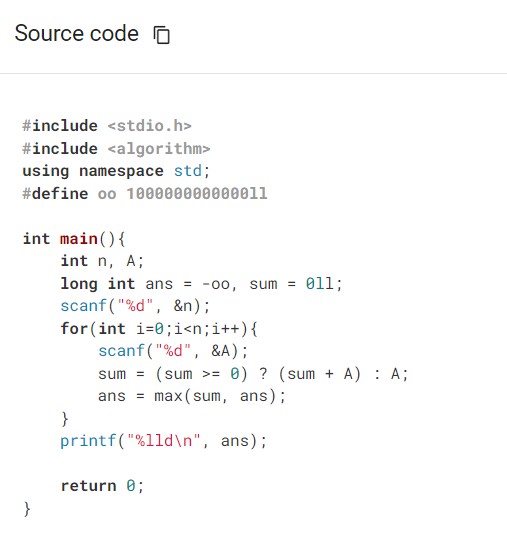 Source code
#include <stdio.h>
#include <algorithm>
using namespace std;
#define oo 1000000000000ll
int main(){
    int n, A;
    long int ans = -oo, sum = 0ll;
    scanf("%d", &n);
    for(int i=0;i<n;i++){
        scanf("%d", &A);
        sum = (sum >= 0) ? (sum + A) : A;
        ans = max(sum, ans);
    }
    printf("%lld\n", ans);
    return 0;
}